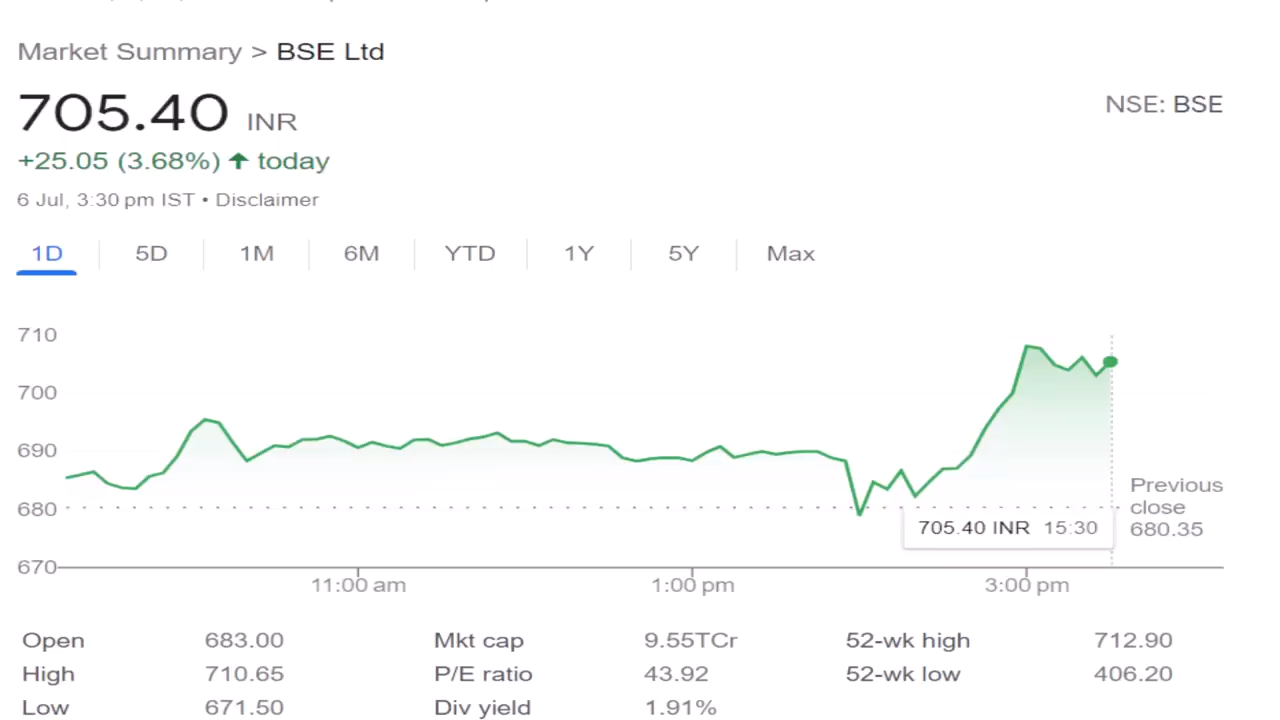 Market Summary > BSE Ltd
705.40 INR
NSE: BSE
+25.05 (3.68%) ↑ today
6 Jul, 3:30 pm IST • Disclaimer
1D 5D 1M 6M YTD 1Y 5Y Max
710
700
690
680
670
Previous
close
680.35
705.40 INR 15:30
11:00 am 1:00 pm 3:00 pm
Open 683.00 Mkt cap 9.55TCr 52-wk high 712.90
High 710.65 P/E ratio 43.92 52-wk low 406.20
Low 671.50 Div yield 1.91%